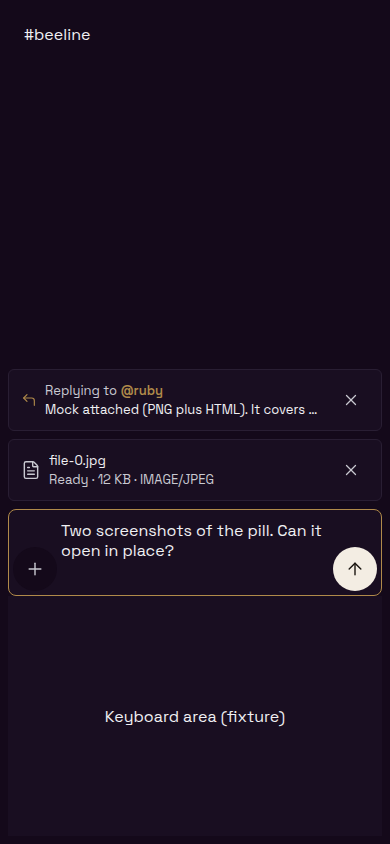 #beeline
Replying to @ruby
Mock attached (PNG plus HTML). It covers ...
file-0.jpg
Ready · 12 KB · IMAGE/JPEG
Two screenshots of the pill. Can it
open in place?
Keyboard area (fixture)